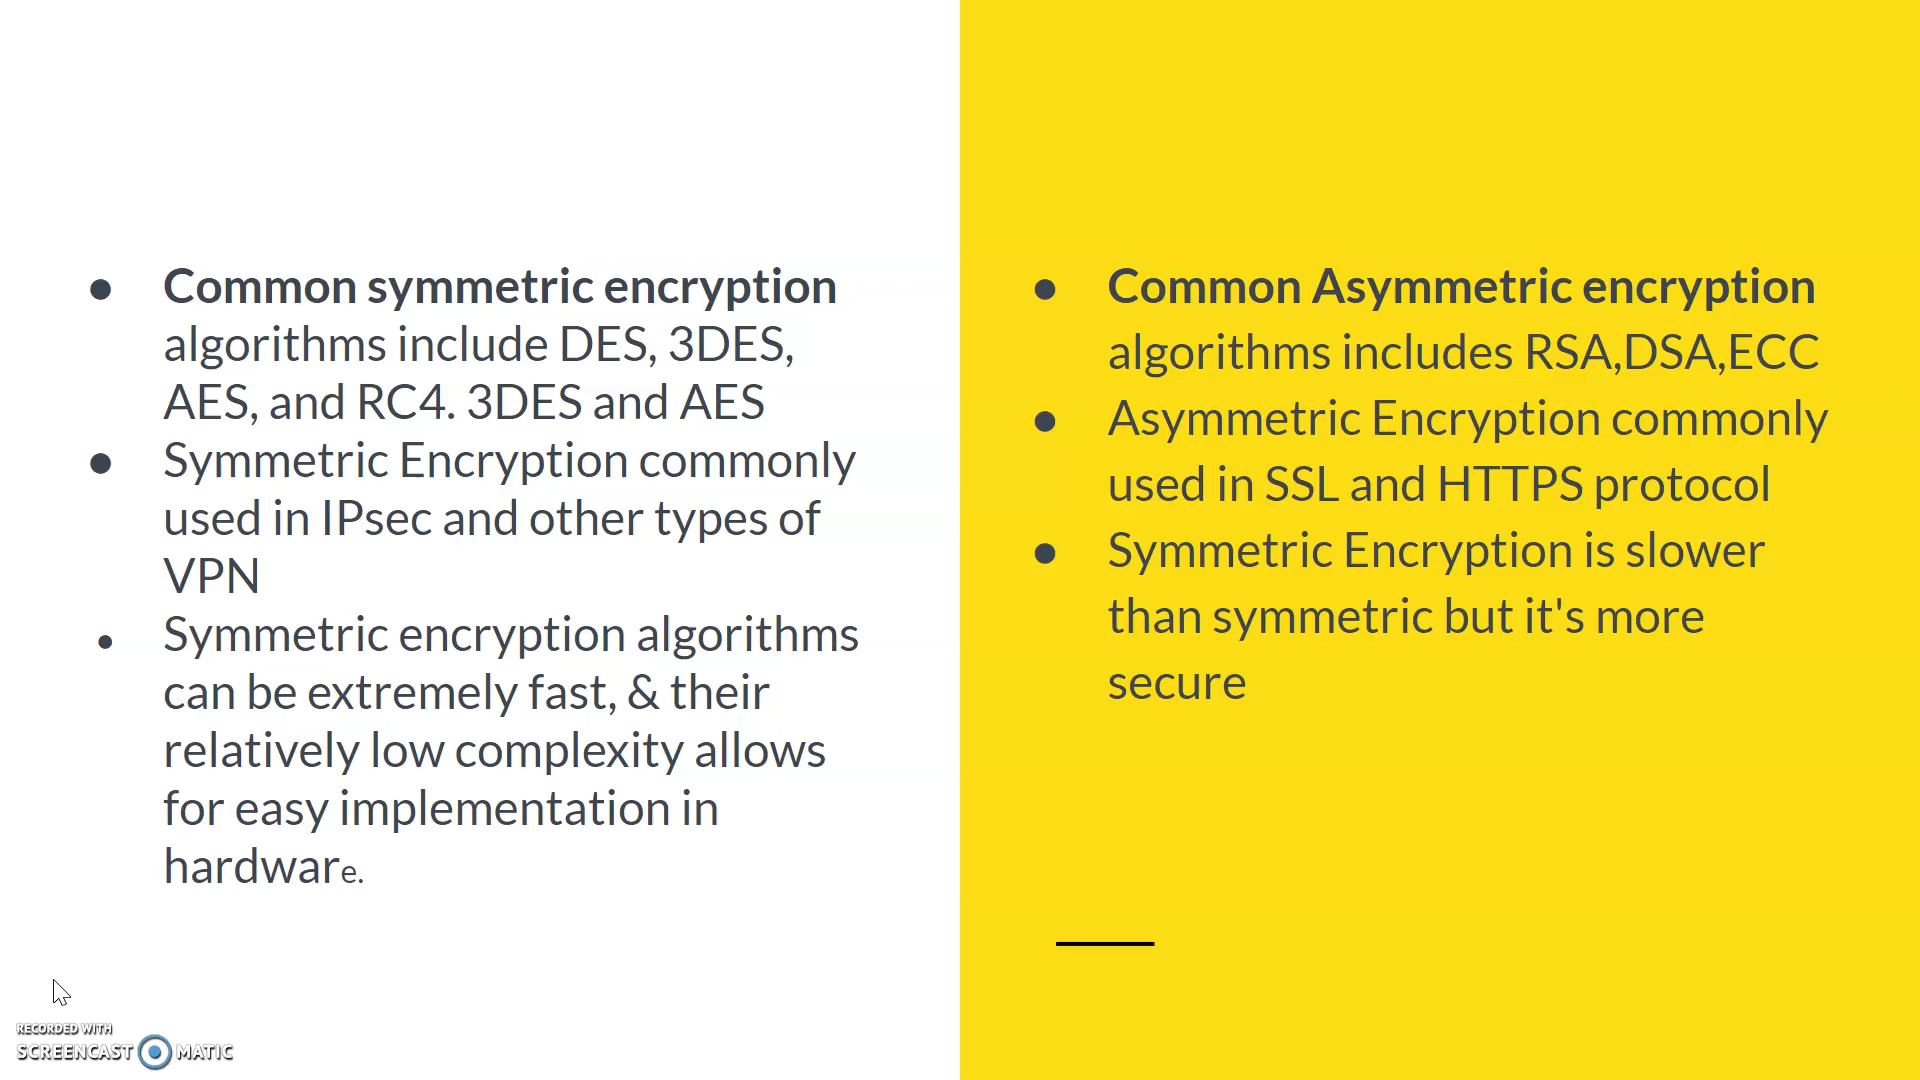 ● Common symmetric encryption
algorithms include DES, 3DES,
AES, and RC4. 3DES and AES
● Symmetric Encryption commonly
used in IPsec and other types of
VPN
● Symmetric encryption algorithms
can be extremely fast, & their
relatively low complexity allows
for easy implementation in
hardware.
● Common Asymmetric encryption
algorithms includes RSA,DSA,ECC
● Asymmetric Encryption commonly
used in SSL and HTTPS protocol
● Symmetric Encryption is slower
than symmetric but it's more
secure
RECORDED WITH
SCREENCAST MATIC